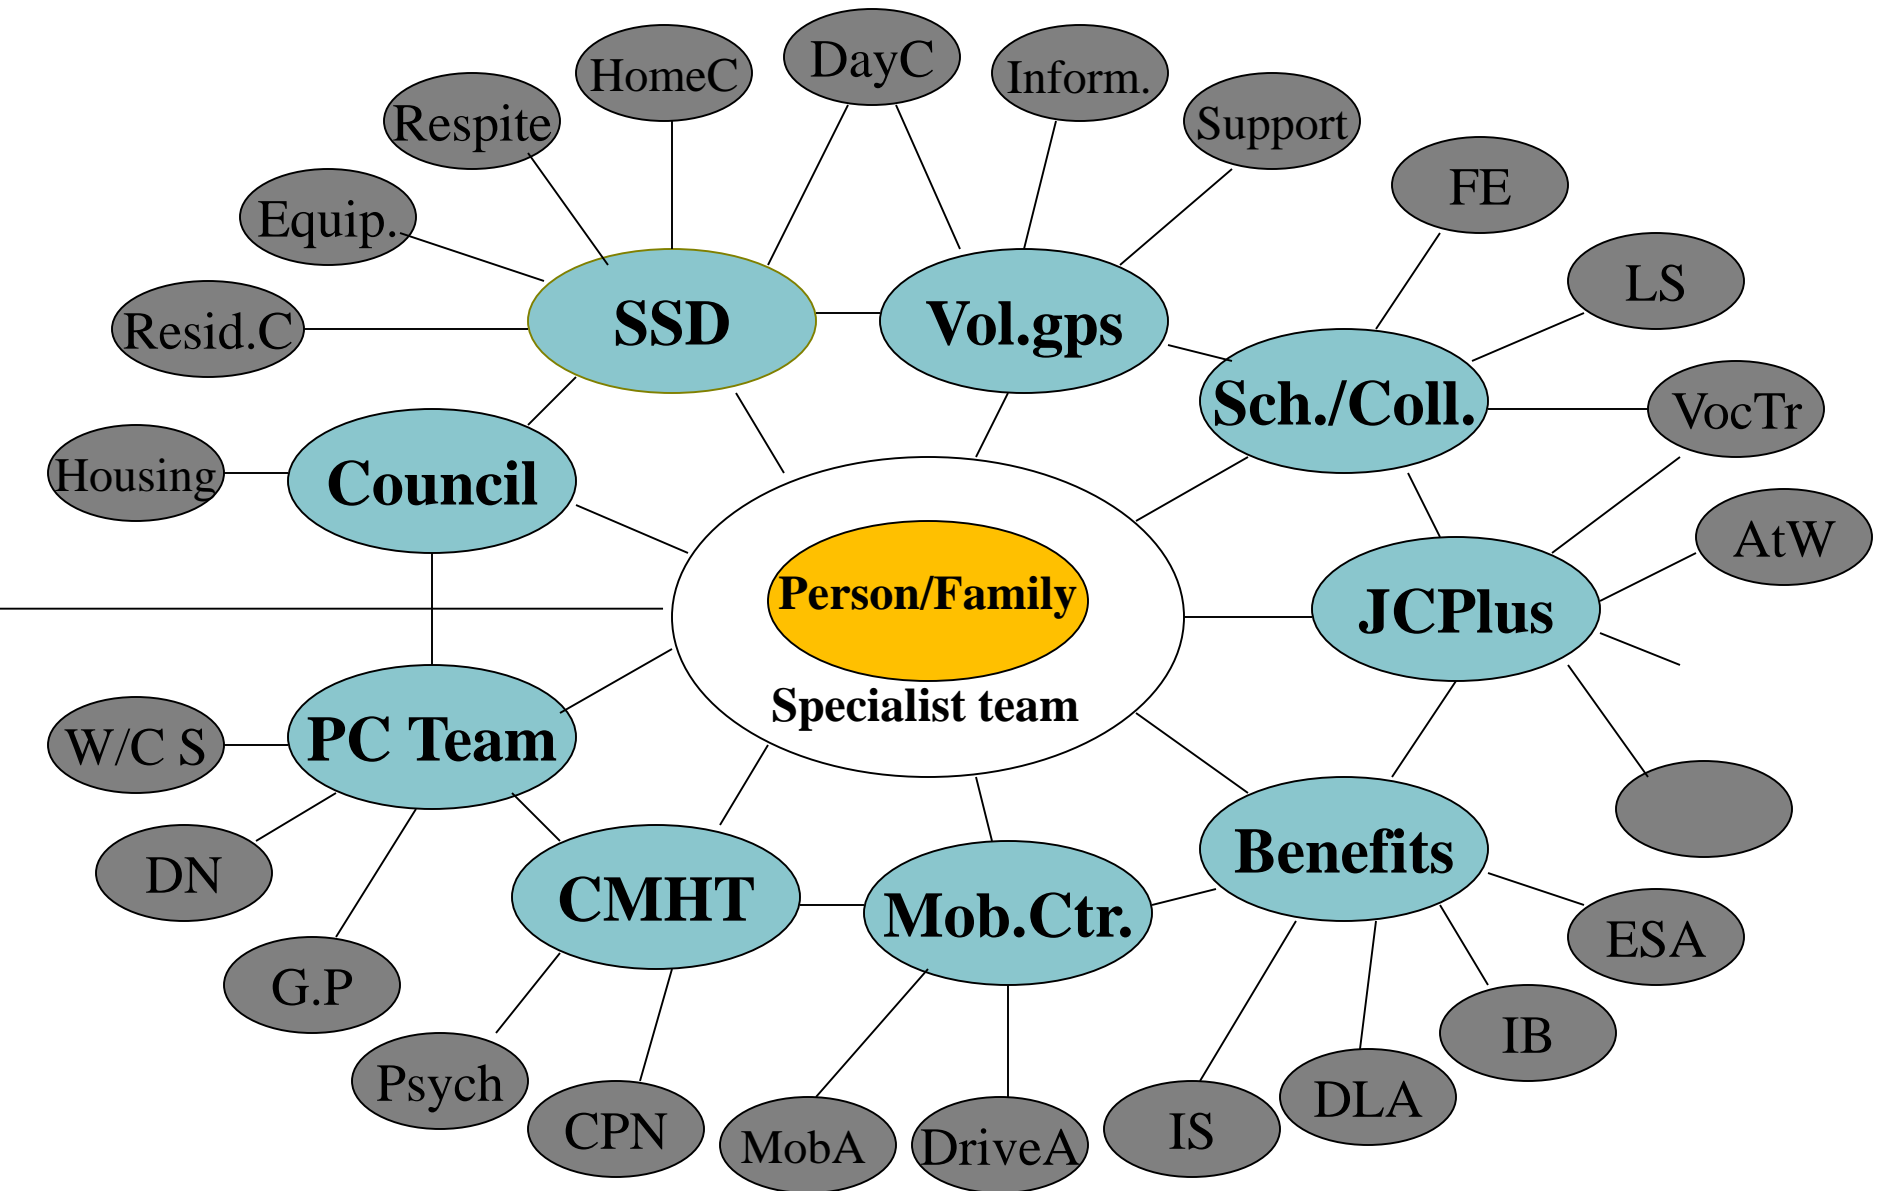 DayC
HomeC
Inform.
Respite
Support
FE
Equip.
LS
Resid.C
SSD
Vol.gps
Sch./Coll.
VocTr
Housing
Council
AtW
Person/Family
JCPlus
Specialist team
W/C S
PC Team
Benefits
DN
CMHT
Mob.Ctr.
ESA
G.P
IB
Psych
DLA
CPN
IS
MobA
DriveA